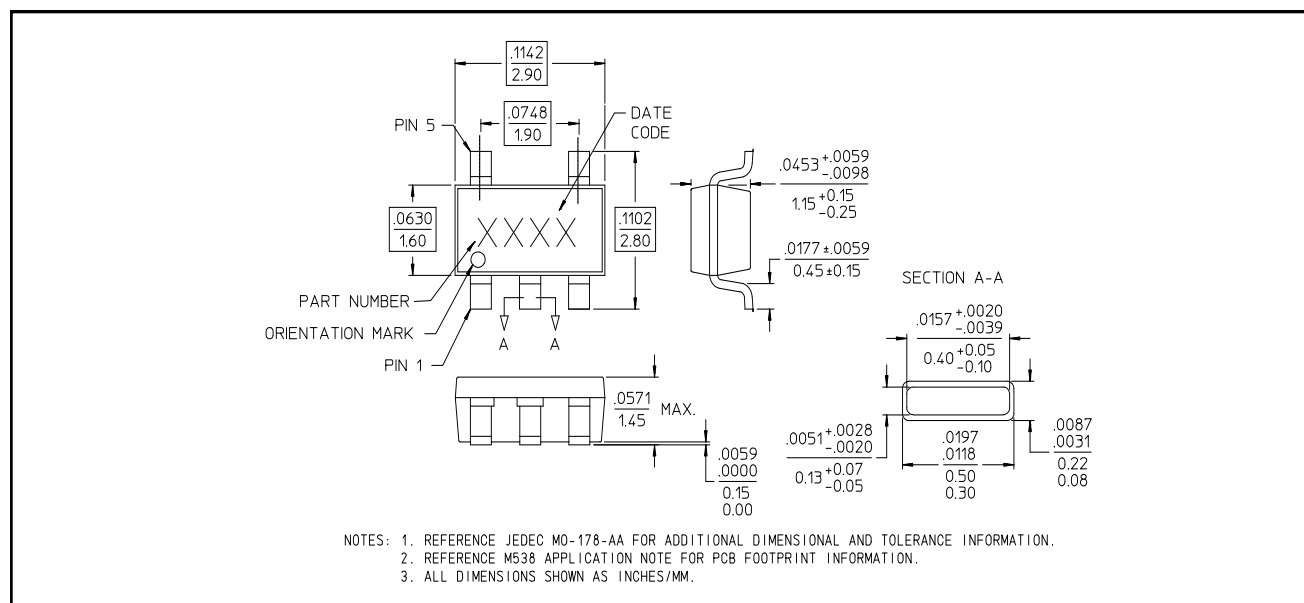 .1142
2.90
.0748
1.90
DATE
CODE
PIN 5
.0630
1.60
XXXX
.1102
2.80
PART NUMBER
ORIENTATION MARK
PIN 1
A A
.0453 +.0059
-.0098
1.15 +0.15
-0.25
.0177 ±.0059
0.45±0.15
SECTION A-A
.0157 +.0020
-.0039
0.40 +0.05
-0.10
.0571
1.45
MAX.
.0059
.0000
0.15
0.00
.0051 +.0028
-.0020
0.13 +0.07
-0.05
.0197
.0118
0.50
0.30
.0087
.0031
0.22
0.08
NOTES: 1. REFERENCE JEDEC MO-178-AA FOR ADDITIONAL DIMENSIONAL AND TOLERANCE INFORMATION.
2. REFERENCE M538 APPLICATION NOTE FOR PCB FOOTPRINT INFORMATION.
3. ALL DIMENSIONS SHOWN AS INCHES/MM.